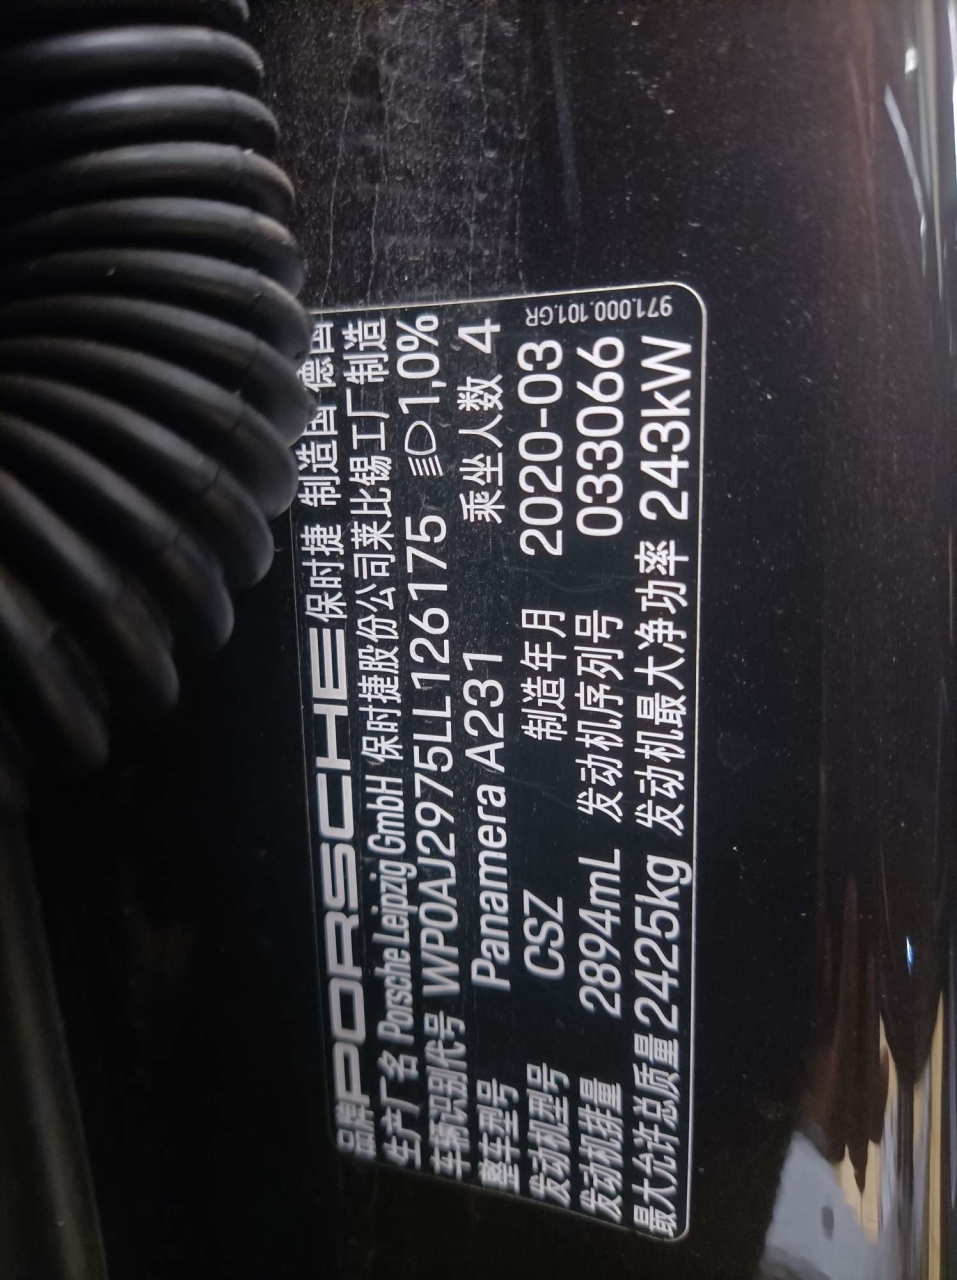 品牌 PORSCHE 保时捷 制造国 德国
生产厂名 Porsche Leipzig GmbH 保时捷股份公司莱比锡工厂制造
车辆识别代号 WP0AJ2975LL126175 1,0%
整车型号 Panamera A231 乘坐人数 4
发动机型号 CSZ 制造年月 2020-03
发动机排量 2894mL 发动机序列号 033066
最大允许总质量 2425kg 发动机最大净功率 243kW
971.000.101.GR